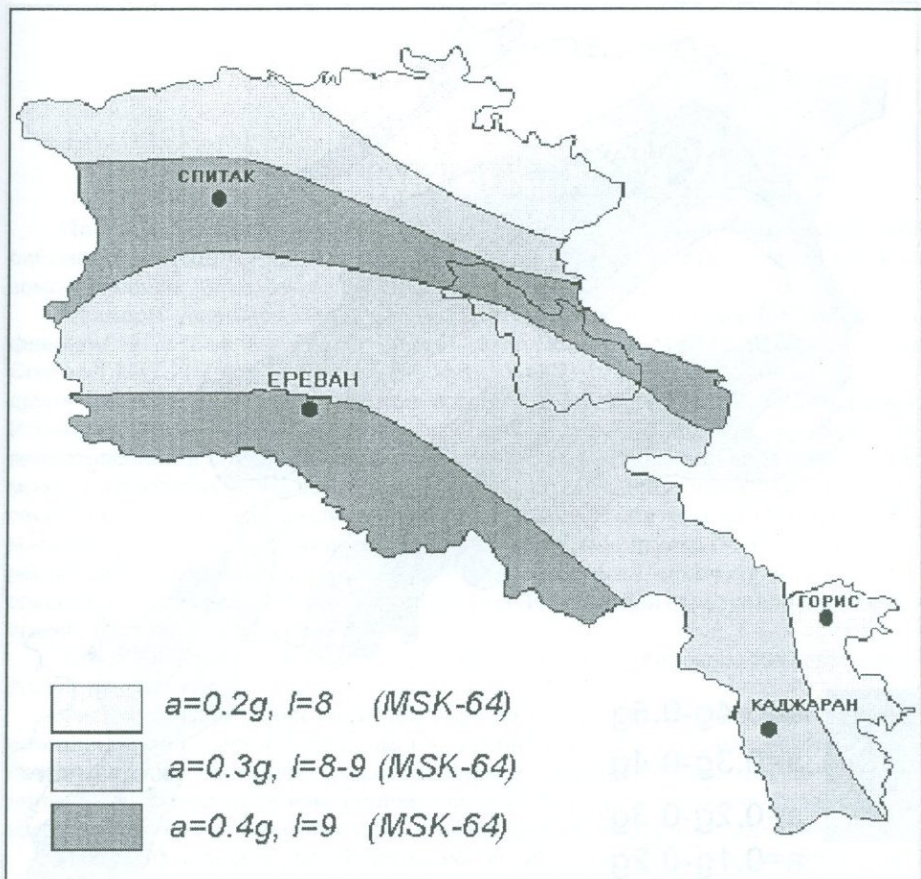 СПИТАК
ЕРЕВАН
ГОРИС
КАДЖАРАН
a=0.2g, I=8 (MSK-64)
a=0.3g, I=8-9 (MSK-64)
a=0.4g, I=9 (MSK-64)